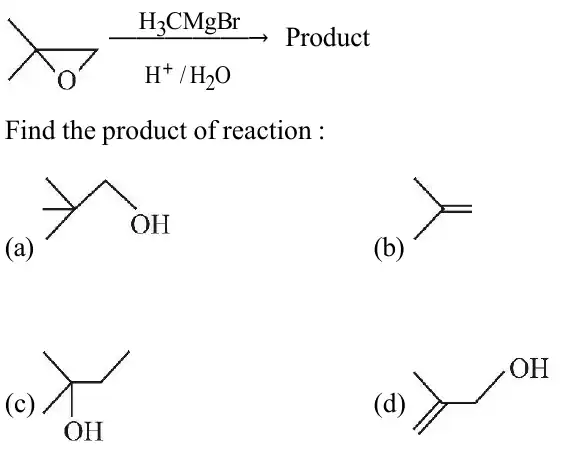 H₃CMgBr
Product
O
H⁺ / H₂O
Find the product of reaction :
OH
(a)
(b)
OH
(c)
(d)
OH